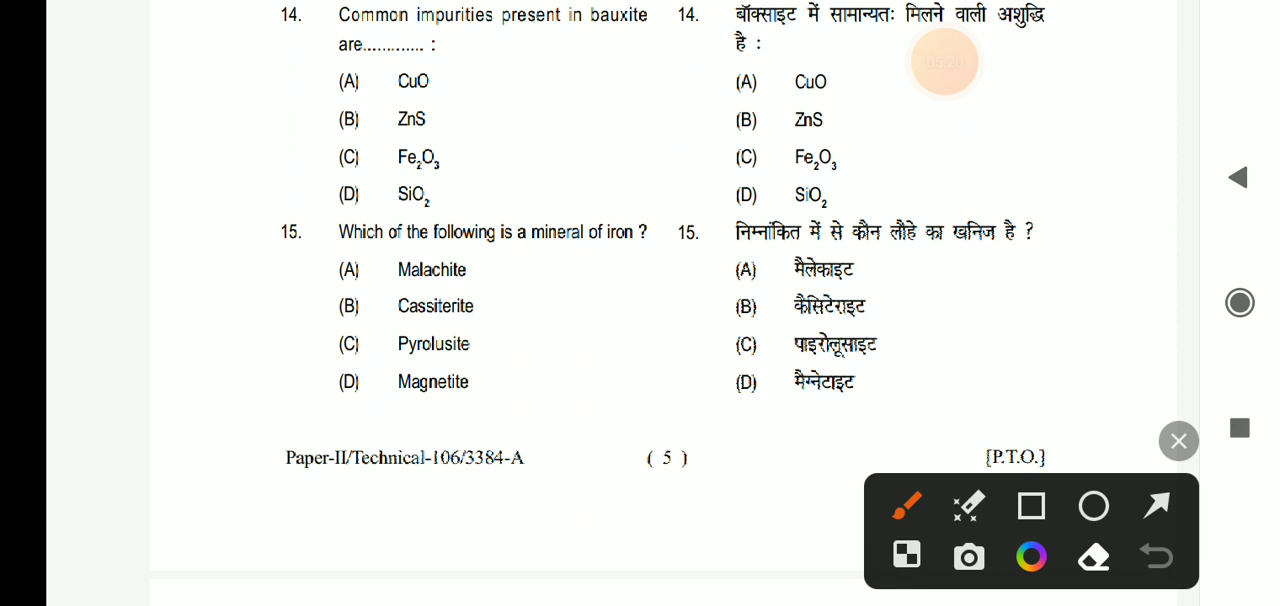 14. Common impurities present in bauxite
are............. :
(A) CuO
(B) ZnS
(C) Fe₂O₃
(D) SiO₂
15. Which of the following is a mineral of iron ?
(A) Malachite
(B) Cassiterite
(C) Pyrolusite
(D) Magnetite
14. बॉक्साइट में सामान्यतः मिलने वाली अशुद्धि
है :
(A) CuO
(B) ZnS
(C) Fe₂O₃
(D) SiO₂
15. निम्नांकित में से कौन लौहे का खनिज है ?
(A) मैलेकाइट
(B) कैसिटेराइट
(C) पाइरोलूसाइट
(D) मैग्नेटाइट
Paper-II/Technical-106/3384-A ( 5 ) [P.T.O.]